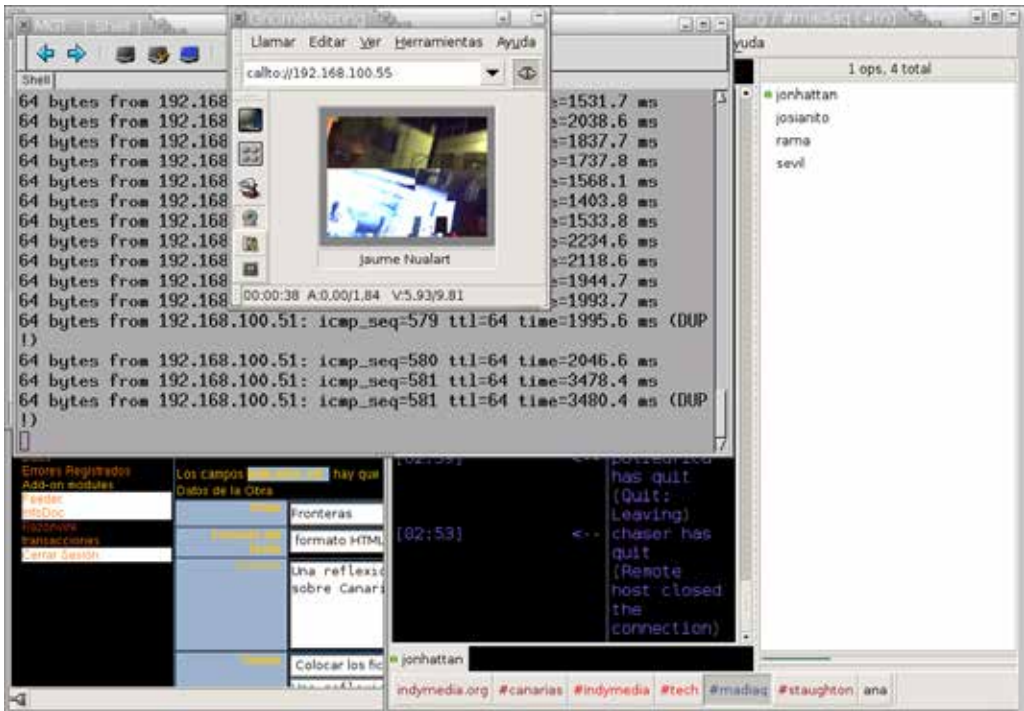 Llamar Editar Ver Herramientas Ayuda
callto://192.168.100.55
Jaume Nualart
00:00:38 A:0.00/1.84 V:5.93/9.81
Shell
64 bytes from 192.168 =1531.7 ms
64 bytes from 192.168 =2038.6 ms
64 bytes from 192.168 =1837.7 ms
64 bytes from 192.168 =1737.8 ms
64 bytes from 192.168 =1568.1 ms
64 bytes from 192.168 =1403.8 ms
64 bytes from 192.168 =1533.8 ms
64 bytes from 192.168 =2234.6 ms
64 bytes from 192.168 =2118.6 ms
64 bytes from 192.168 =1944.7 ms
64 bytes from 192.168 =1993.7 ms
64 bytes from 192.168.100.51: icmp_seq=579 ttl=64 time=1995.6 ms (DUP
!)
64 bytes from 192.168.100.51: icmp_seq=580 ttl=64 time=2046.6 ms
64 bytes from 192.168.100.51: icmp_seq=581 ttl=64 time=3478.4 ms
64 bytes from 192.168.100.51: icmp_seq=581 ttl=64 time=3480.4 ms (DUP
!)
yuda
1 ops, 4 total
jonhattan
josianito
rama
sevil
Errores Registrados
Add-on modules
Feeder
InfoDoc
transacciones
Cerrar Sesión
Los campos hay que
Datos de la Obra
Fronteras
formato HTML
Una reflexió
sobre Canari
Colocar los fic
has quit
(Quit:
Leaving)
[02:53] <-- chaser has
quit
(Remote
host closed
the
connection)
jonhattan
indymedia.org #canarias #indymedia #tech #madiaq #staughton ana